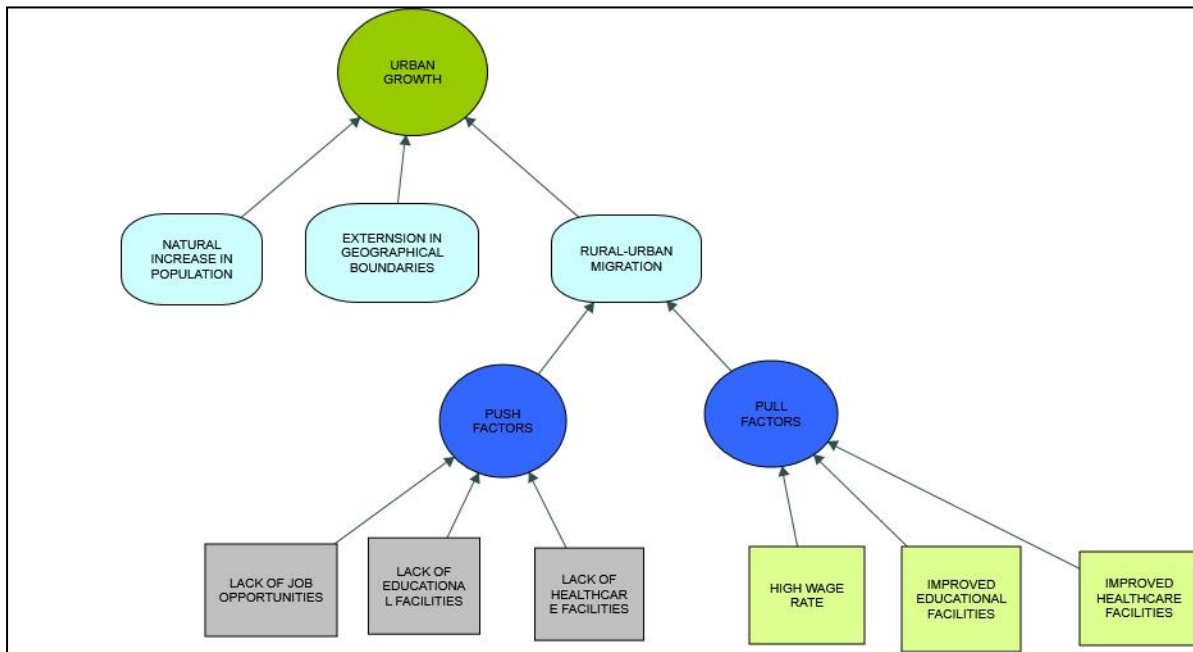 URBAN
GROWTH
NATURAL
INCREASE IN
POPULATION
EXTERNSION IN
GEOGRAPHICAL
BOUNDARIES
RURAL-URBAN
MIGRATION
PUSH
FACTORS
PULL
FACTORS
LACK OF JOB
OPPORTUNITIES
LACK OF
EDUCATIONA
L FACILITIES
LACK OF
HEALTHCAR
E FACILITIES
HIGH WAGE
RATE
IMPROVED
EDUCATIONAL
FACILITIES
IMPROVED
HEALTHCARE
FACILITIES